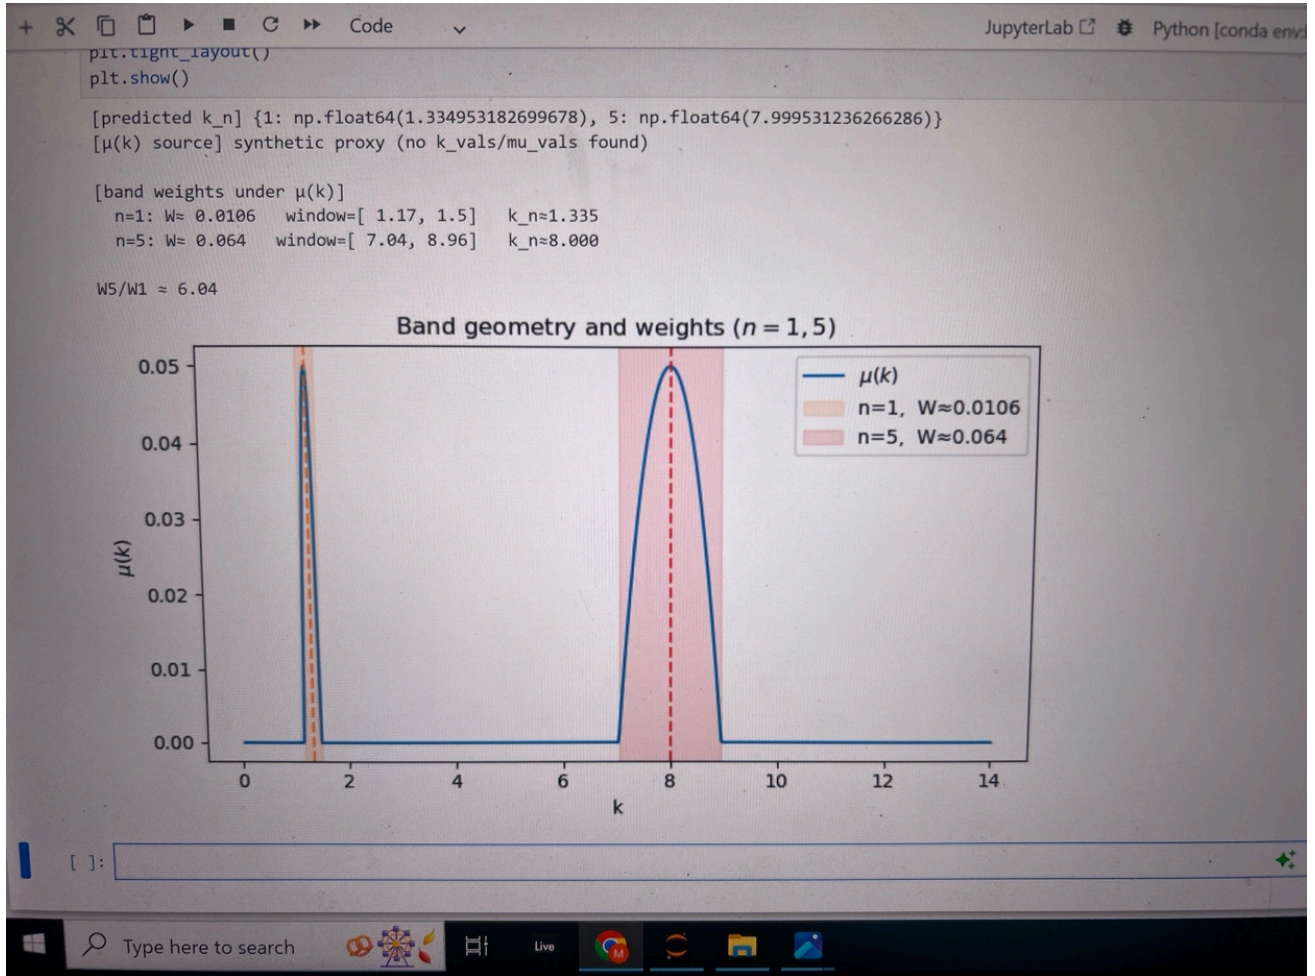 Code
JupyterLab
Python [conda env:
plt.tight_layout()
plt.show()
[predicted k_n] {1: np.float64(1.334953182699678), 5: np.float64(7.999531236266286)}
[μ(k) source] synthetic proxy (no k_vals/mu_vals found)
[band weights under μ(k)]
n=1: W≈ 0.0106 window=[ 1.17, 1.5] k_n≈1.335
n=5: W≈ 0.064 window=[ 7.04, 8.96] k_n≈8.000
W5/W1 ≈ 6.04
Band geometry and weights (n = 1, 5)
μ(k)
n=1, W≈0.0106
n=5, W≈0.064
0.05
0.04
0.03
0.02
0.01
0.00
μ(k)
0 2 4 6 8 10 12 14
k
[ ]:
Type here to search
Live
M